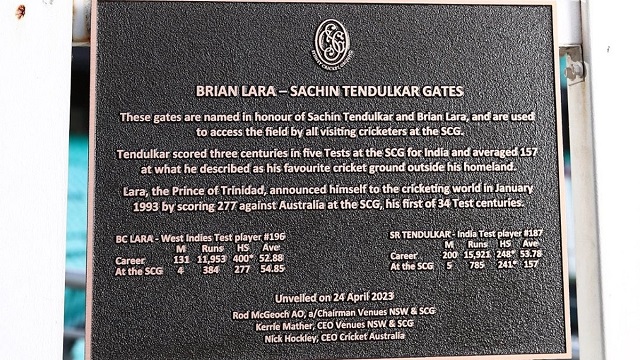 BRIAN LARA – SACHIN TENDULKAR GATES
These gates are named in honour of Sachin Tendulkar and Brian Lara, and are used
to access the field by all visiting cricketers at the SCG.
Tendulkar scored three centuries in five Tests at the SCG for India and averaged 157
at what he described as his favourite cricket ground outside his homeland.
Lara, the Prince of Trinidad, announced himself to the cricketing world in January
1993 by scoring 277 against Australia at the SCG, his first of 34 Test centuries.
BC LARA - West Indies Test player #196
M Runs HS Ave
Career 131 11,953 400* 52.88
At the SCG 4 384 277 54.85
SR TENDULKAR - India Test player #187
M Runs HS Ave
Career 200 15,921 248* 53.78
At the SCG 5 785 241* 157
Unveiled on 24 April 2023
Rod McGeoch AO, a/Chairman Venues NSW & SCG
Kerrie Mather, CEO Venues NSW & SCG
Nick Hockley, CEO Cricket Australia